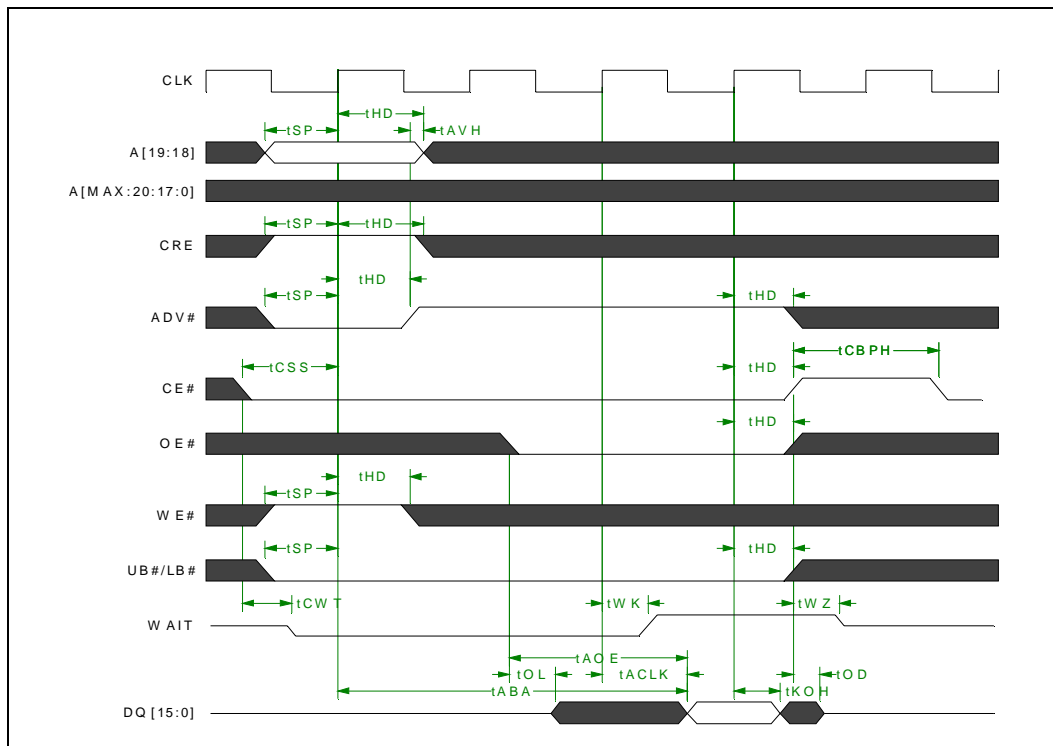 CLK
tHD
tSP
tAVH
A[19:18]
A[MAX:20:17:0]
tSP
tHD
CRE
tHD
tSP
tHD
ADV#
tCBPH
tCSS
tHD
CE#
tHD
OE#
tHD
tSP
WE#
tSP
tHD
UB#/LB#
tCWT
tWK
tWZ
WAIT
tAOE
tOL
tACLK
tOD
tABA
tKOH
DQ[15:0]